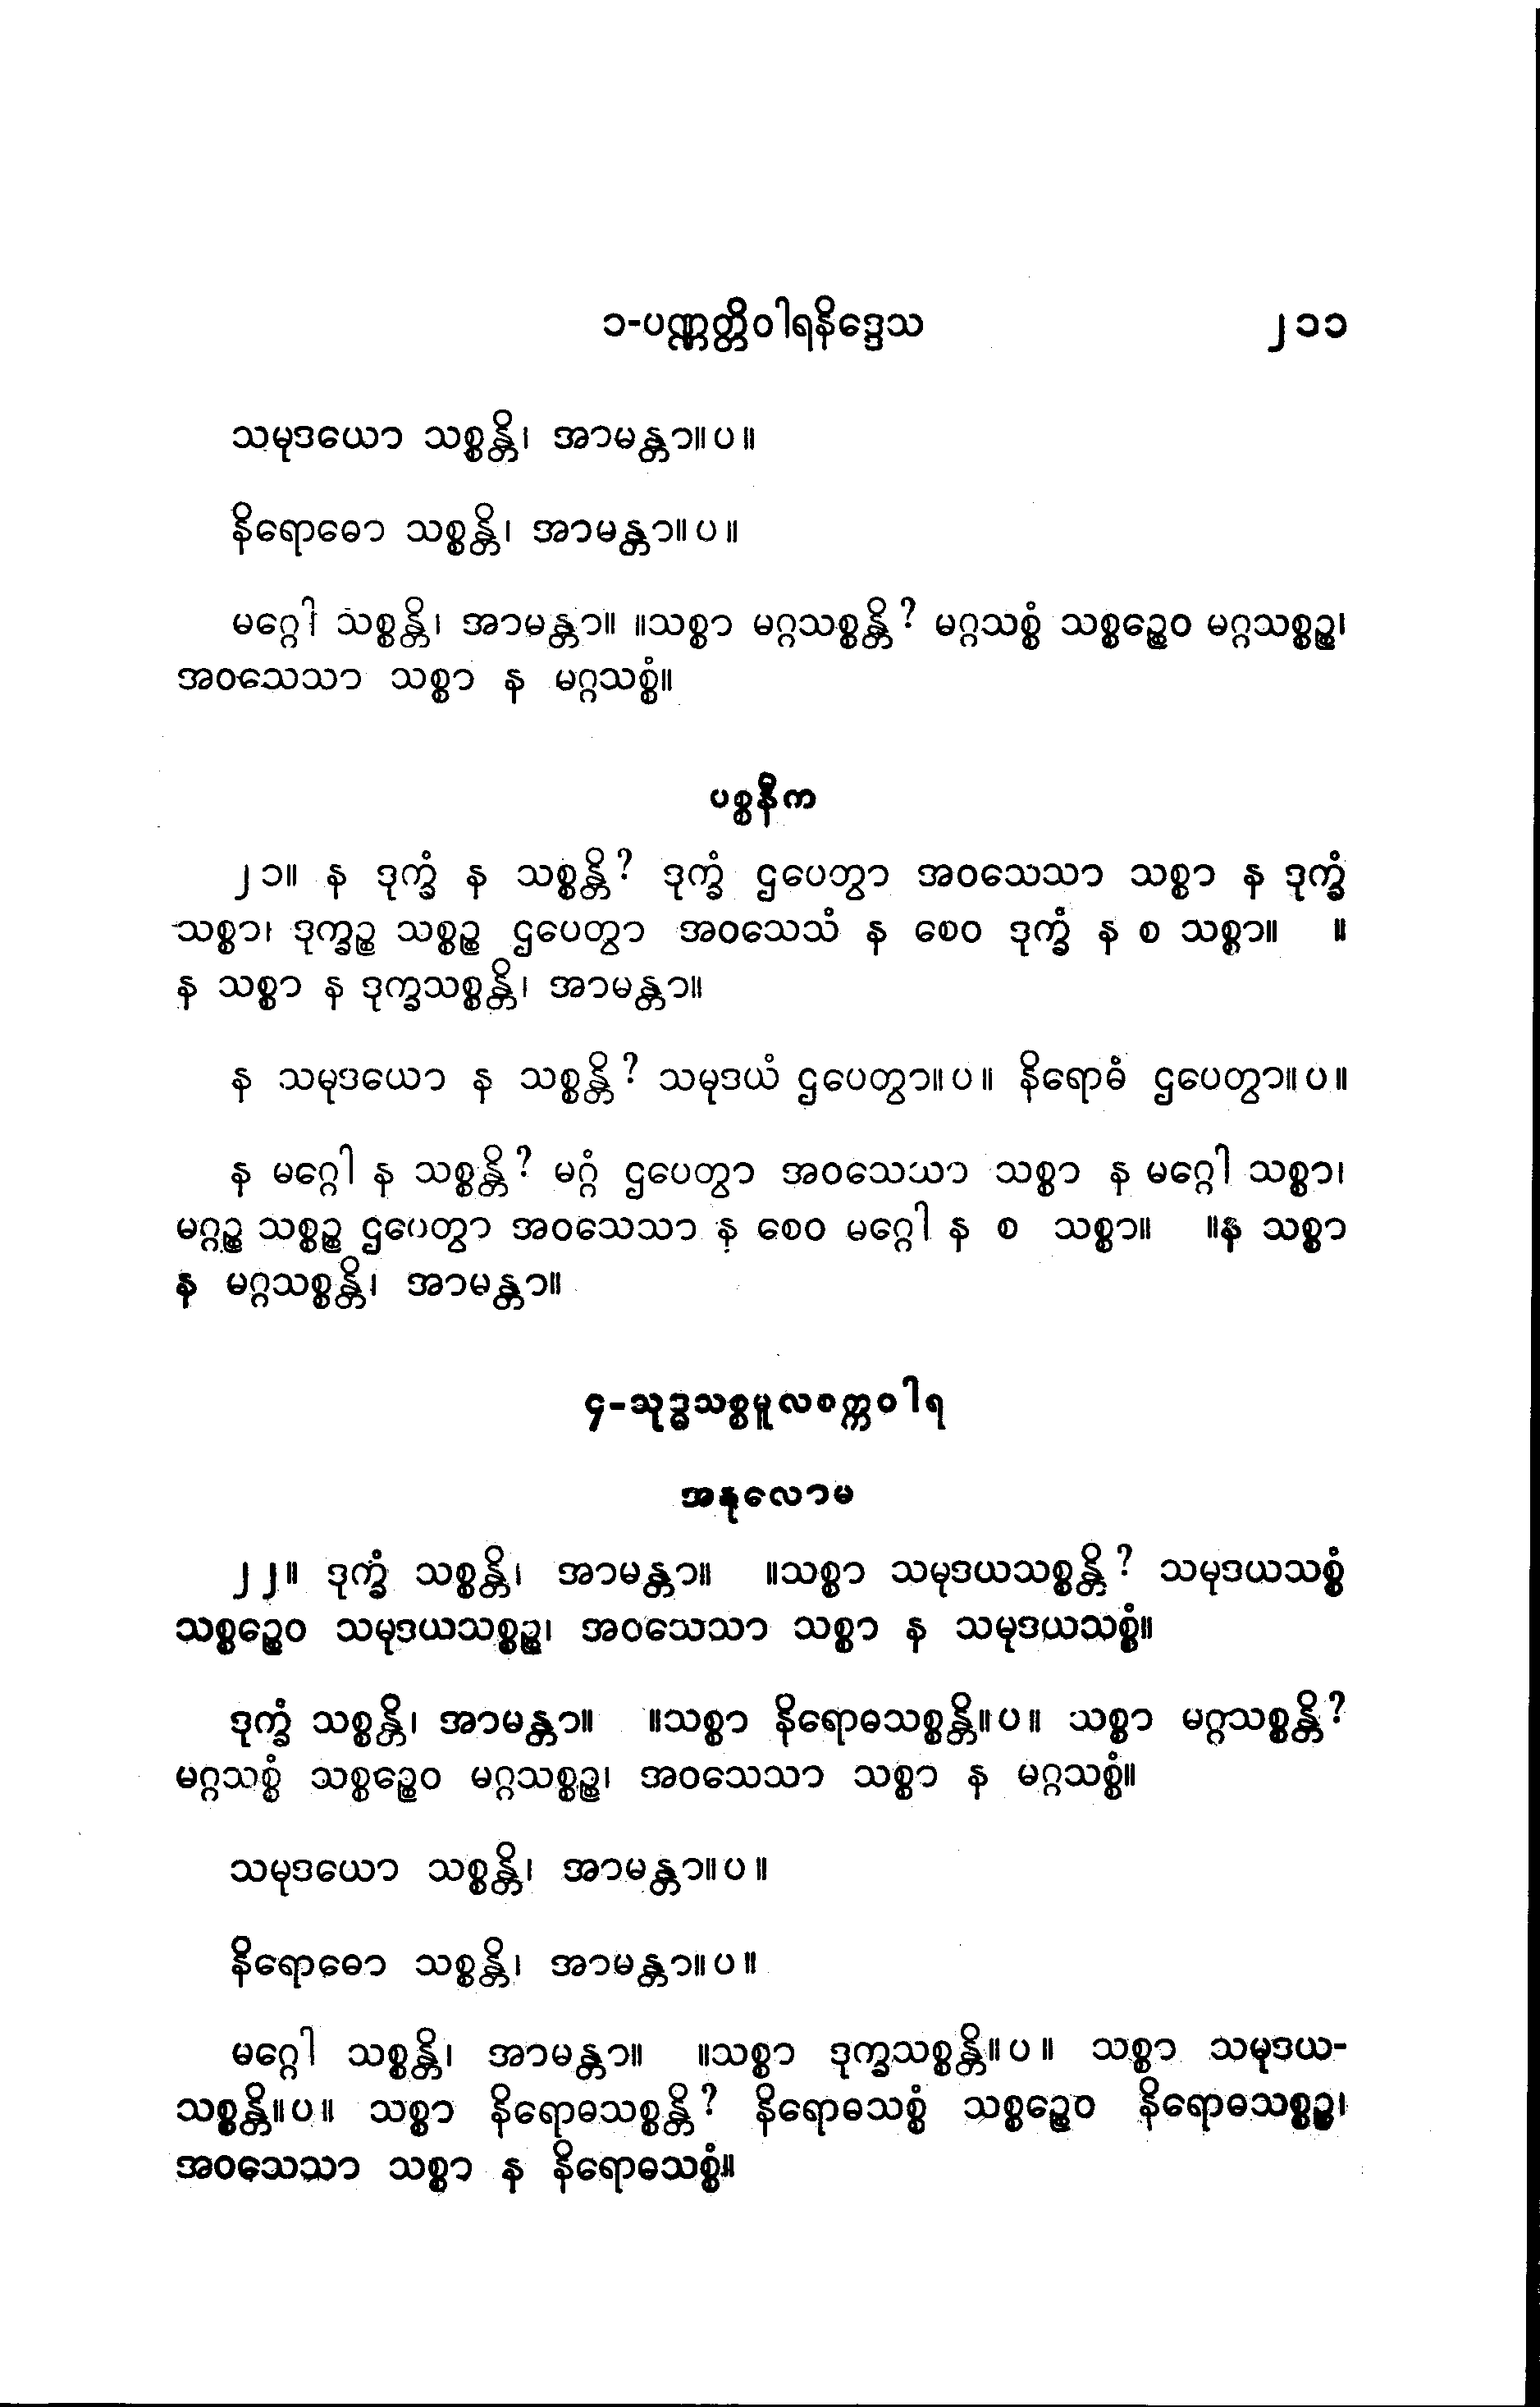 ၁-ပဏ္ဏတ္တိဝါရနိဒ္ဒေသ ၂၁၁
သမုဒယော သစ္စန္တိ၊ အာမန္တာ။ပ။
နိရောဓော သစ္စန္တိ၊ အာမန္တာ။ပ။
မဂ္ဂေါ သစ္စန္တိ၊ အာမန္တာ။ ။သစ္စာ မဂ္ဂသစ္စန္တိ? မဂ္ဂသစ္စံ သစ္စဉ္စေဝ မဂ္ဂသစ္စဉ္စ၊
အဝသေသာ သစ္စာ န မဂ္ဂသစ္စံ။
ပစ္စနီက
၂၁။ န ဒုက္ခံ န သစ္စန္တိ? ဒုက္ခံ ဌပေတွာ အဝသေသာ သစ္စာ န ဒုက္ခံ
သစ္စာ၊ ဒုက္ခဉ္စ သစ္စဉ္စ ဌပေတွာ အဝသေသံ န စေဝ ဒုက္ခံ န စ သစ္စာ။ ။
န သစ္စာ န ဒုက္ခသစ္စန္တိ၊ အာမန္တာ။
န သမုဒယော န သစ္စန္တိ? သမုဒယံ ဌပေတွာ။ပ။ နိရောဓံ ဌပေတွာ။ပ။
န မဂ္ဂေါ န သစ္စန္တိ? မဂ္ဂံ ဌပေတွာ အဝသေသာ သစ္စာ န မဂ္ဂေါ သစ္စာ၊
မဂ္ဂဉ္စ သစ္စဉ္စ ဌပေတွာ အဝသေသာ န စေဝ မဂ္ဂေါ န စ သစ္စာ။ ။န သစ္စာ
န မဂ္ဂသစ္စန္တိ၊ အာမန္တာ။
၄-သုဒ္ဓသစ္စမူလစက္ကဝါရ
အနုလောမ
၂၂။ ဒုက္ခံ သစ္စန္တိ၊ အာမန္တာ။ ။သစ္စာ သမုဒယသစ္စန္တိ? သမုဒယသစ္စံ
သစ္စဉ္စေဝ သမုဒယသစ္စဉ္စ၊ အဝသေသာ သစ္စာ န သမုဒယသစ္စံ။
ဒုက္ခံ သစ္စန္တိ၊ အာမန္တာ။ ။သစ္စာ နိရောဓသစ္စန္တိ။ပ။ သစ္စာ မဂ္ဂသစ္စန္တိ?
မဂ္ဂသစ္စံ သစ္စဉ္စေဝ မဂ္ဂသစ္စဉ္စ၊ အဝသေသာ သစ္စာ န မဂ္ဂသစ္စံ။
သမုဒယော သစ္စန္တိ၊ အာမန္တာ။ပ။
နိရောဓော သစ္စန္တိ၊ အာမန္တာ။ပ။
မဂ္ဂေါ သစ္စန္တိ၊ အာမန္တာ။ ။သစ္စာ ဒုက္ခသစ္စန္တိ။ပ။ သစ္စာ သမုဒယ-
သစ္စန္တိ။ပ။ သစ္စာ နိရောဓသစ္စန္တိ? နိရောဓသစ္စံ သစ္စဉ္စေဝ နိရောဓသစ္စဉ္စ၊
အဝသေသာ သစ္စာ န နိရောဓသစ္စံ။